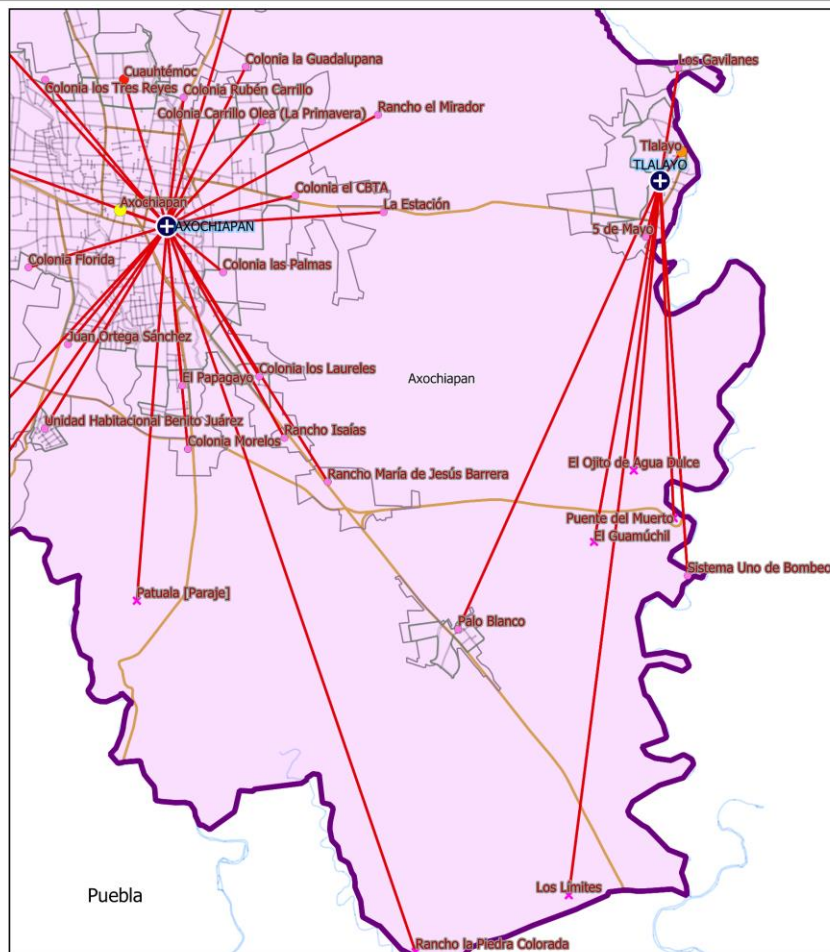 Los Gavilanes
Colonia la Guadalupana
Cuauhtémoc
Colonia los Tres Reyes
Colonia Rubén Carrillo
Colonia Carrillo Olea (La Primavera)
Rancho el Mirador
Tlalayo
TLALAYO
Colonia el CBTA
Axochiapan
La Estación
AXOCHIAPAN
5 de Mayo
Colonia Florida
Colonia las Palmas
Juan Ortega Sánchez
Colonia los Laureles
El Papagayo
Axochiapan
Unidad Habitacional Benito Juárez
Rancho Isaías
Colonia Morelos
El Ojito de Agua Dulce
Rancho María de Jesús Barrera
Puente del Muerto
El Guamúchil
Sistema Uno de Bombeo
Patuala [Paraje]
Palo Blanco
Los Límites
Puebla
Rancho la Piedra Colorada